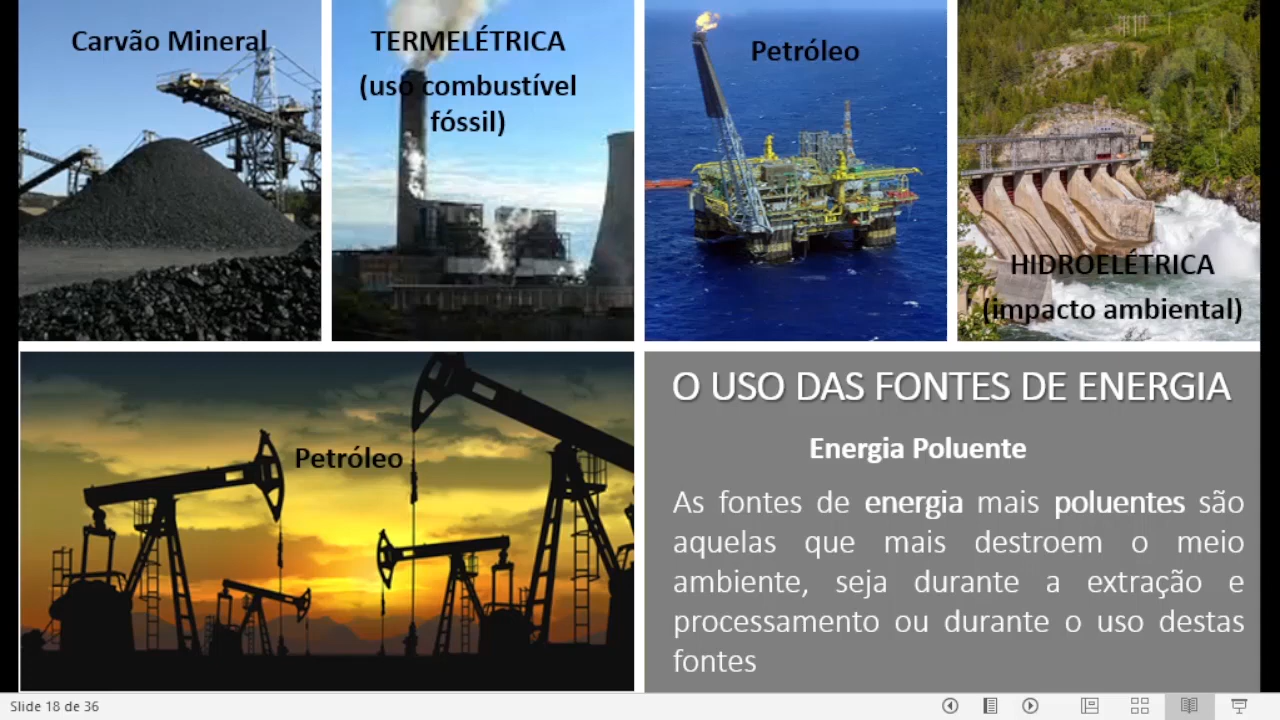 Carvão Mineral
TERMELÉTRICA
(uso combustível
fóssil)
Petróleo
HIDROELÉTRICA
(impacto ambiental)
Petróleo
O USO DAS FONTES DE ENERGIA
Energia Poluente
As fontes de energia mais poluentes são
aquelas que mais destroem o meio
ambiente, seja durante a extração e
processamento ou durante o uso destas
fontes
Slide 18 de 36